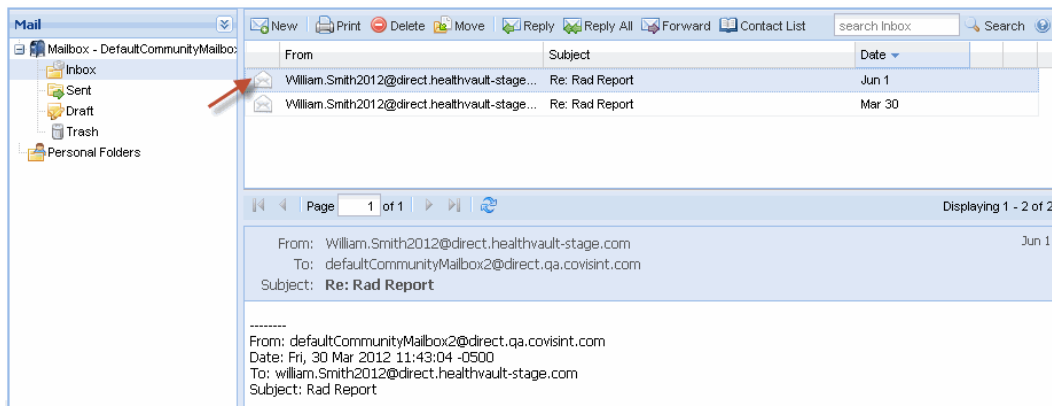 Mail
Mailbox - DefaultCommunityMailbo
Inbox
Sent
Draft
Trash
Personal Folders
New Print Delete Move Reply Reply All Forward Contact List search Inbox Search
From Subject Date
William.Smith2012@direct.healthvault-stage... Re: Rad Report Jun 1
William.Smith2012@direct.healthvault-stage... Re: Rad Report Mar 30
Page 1 of 1 Displaying 1 - 2 of 2
From: William.Smith2012@direct.healthvault-stage.com Jun 1
To: defaultCommunityMailbox2@direct.qa.covisint.com
Subject: Re: Rad Report
--------
From: defaultCommunityMailbox2@direct.qa.covisint.com
Date: Fri, 30 Mar 2012 11:43:04 -0500
To: william.Smith2012@direct.healthvault-stage.com
Subject: Rad Report